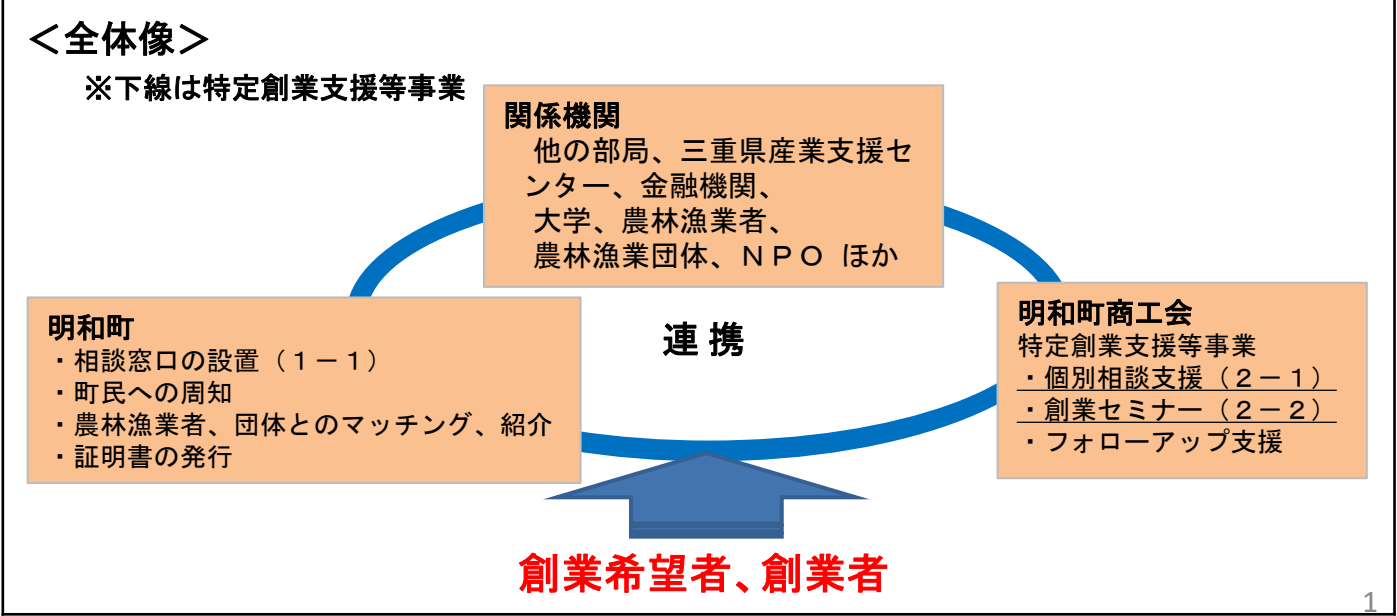 ＜全体像＞
※下線は特定創業支援等事業
関係機関
他の部局、三重県産業支援セ
ンター、金融機関、
大学、農林漁業者、
農林漁業団体、ＮＰＯ ほか
明和町
・相談窓口の設置（１－１）
・町民への周知
・農林漁業者、団体とのマッチング、紹介
・証明書の発行
連 携
明和町商工会
特定創業支援等事業
・個別相談支援（２－１）
・創業セミナー（２－２）
・フォローアップ支援
創業希望者、創業者
1